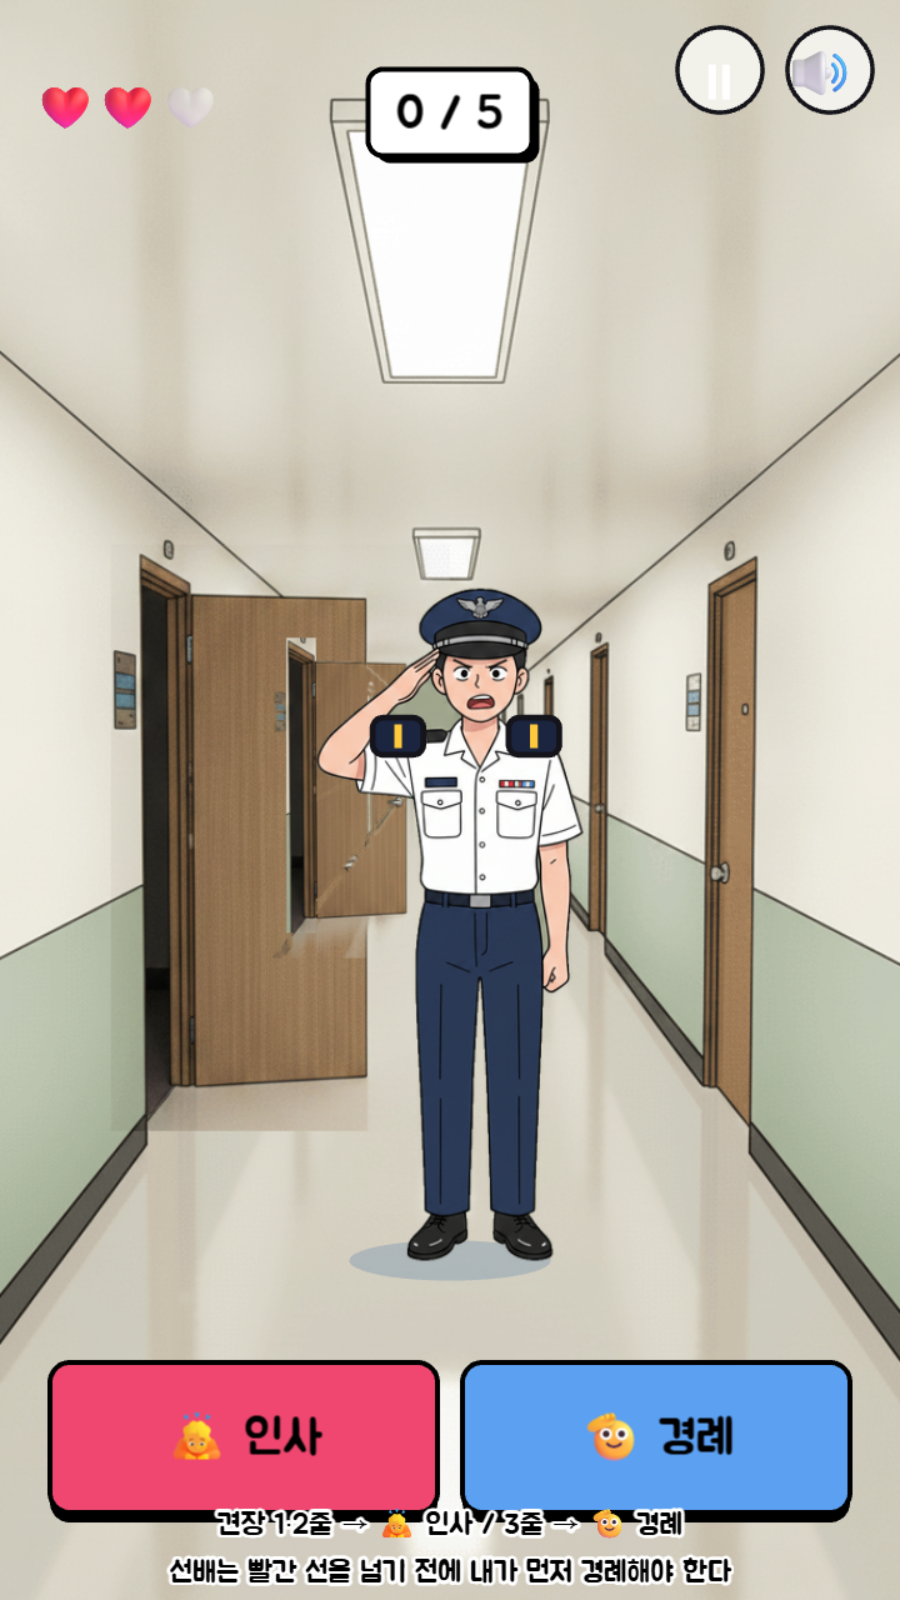 0 / 5
인사
경례
견장 1·2줄 → 🙇 인사 / 3줄 → 🫡 경례
선배는 빨간 선을 넘기 전에 내가 먼저 경례해야 한다